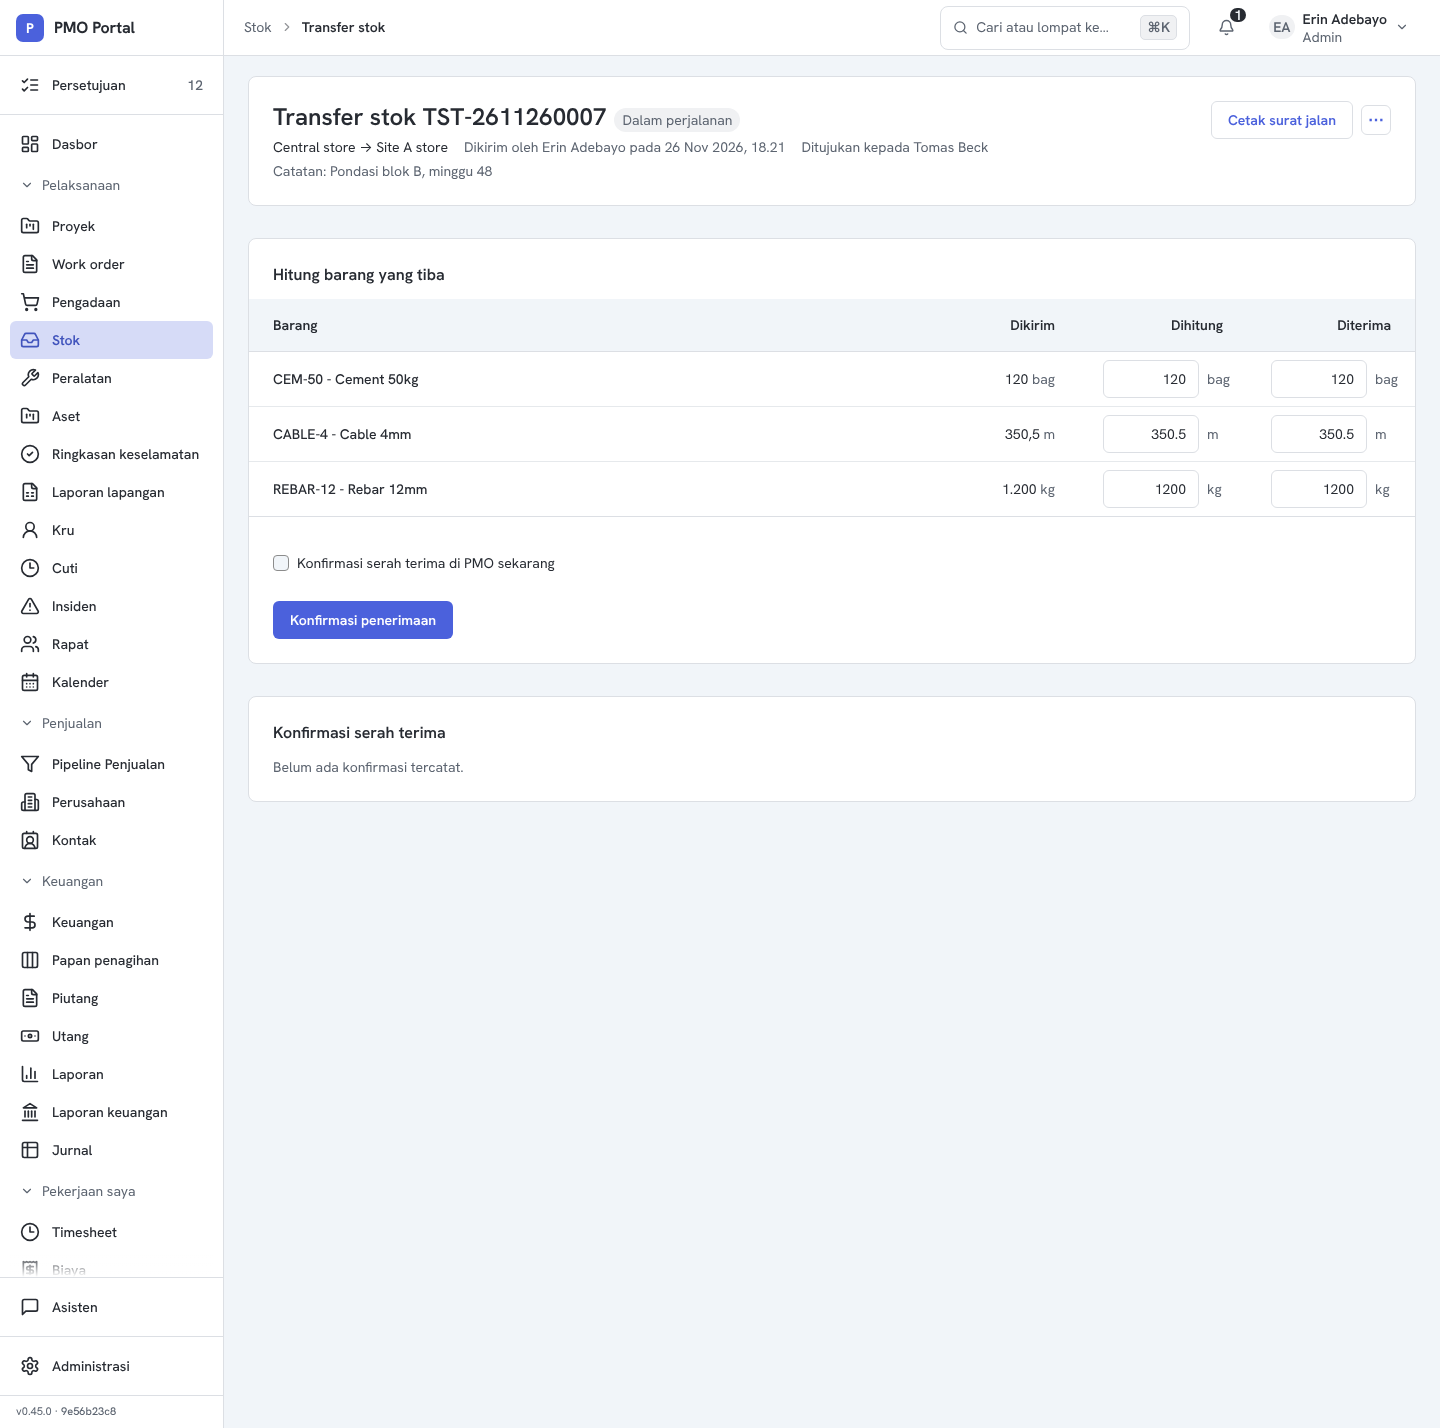 P PMO Portal
Stok > Transfer stok
Cari atau lompat ke... ⌘K
1
EA Erin Adebayo
Admin
Persetujuan 12
Dasbor
Pelaksanaan
Proyek
Work order
Pengadaan
Stok
Peralatan
Aset
Ringkasan keselamatan
Laporan lapangan
Kru
Cuti
Insiden
Rapat
Kalender
Penjualan
Pipeline Penjualan
Perusahaan
Kontak
Keuangan
Keuangan
Papan penagihan
Piutang
Utang
Laporan
Laporan keuangan
Jurnal
Pekerjaan saya
Timesheet
Biaya
Asisten
Administrasi
v0.45.0 · 9e56b23c8
Transfer stok TST-2611260007 Dalam perjalanan
Cetak surat jalan ...
Central store → Site A store Dikirim oleh Erin Adebayo pada 26 Nov 2026, 18.21 Ditujukan kepada Tomas Beck
Catatan: Pondasi blok B, minggu 48
Hitung barang yang tiba
Barang Dikirim Dihitung Diterima
CEM-50 - Cement 50kg 120 bag 120 bag 120 bag
CABLE-4 - Cable 4mm 350,5 m 350.5 m 350.5 m
REBAR-12 - Rebar 12mm 1.200 kg 1200 kg 1200 kg
Konfirmasi serah terima di PMO sekarang
Konfirmasi penerimaan
Konfirmasi serah terima
Belum ada konfirmasi tercatat.